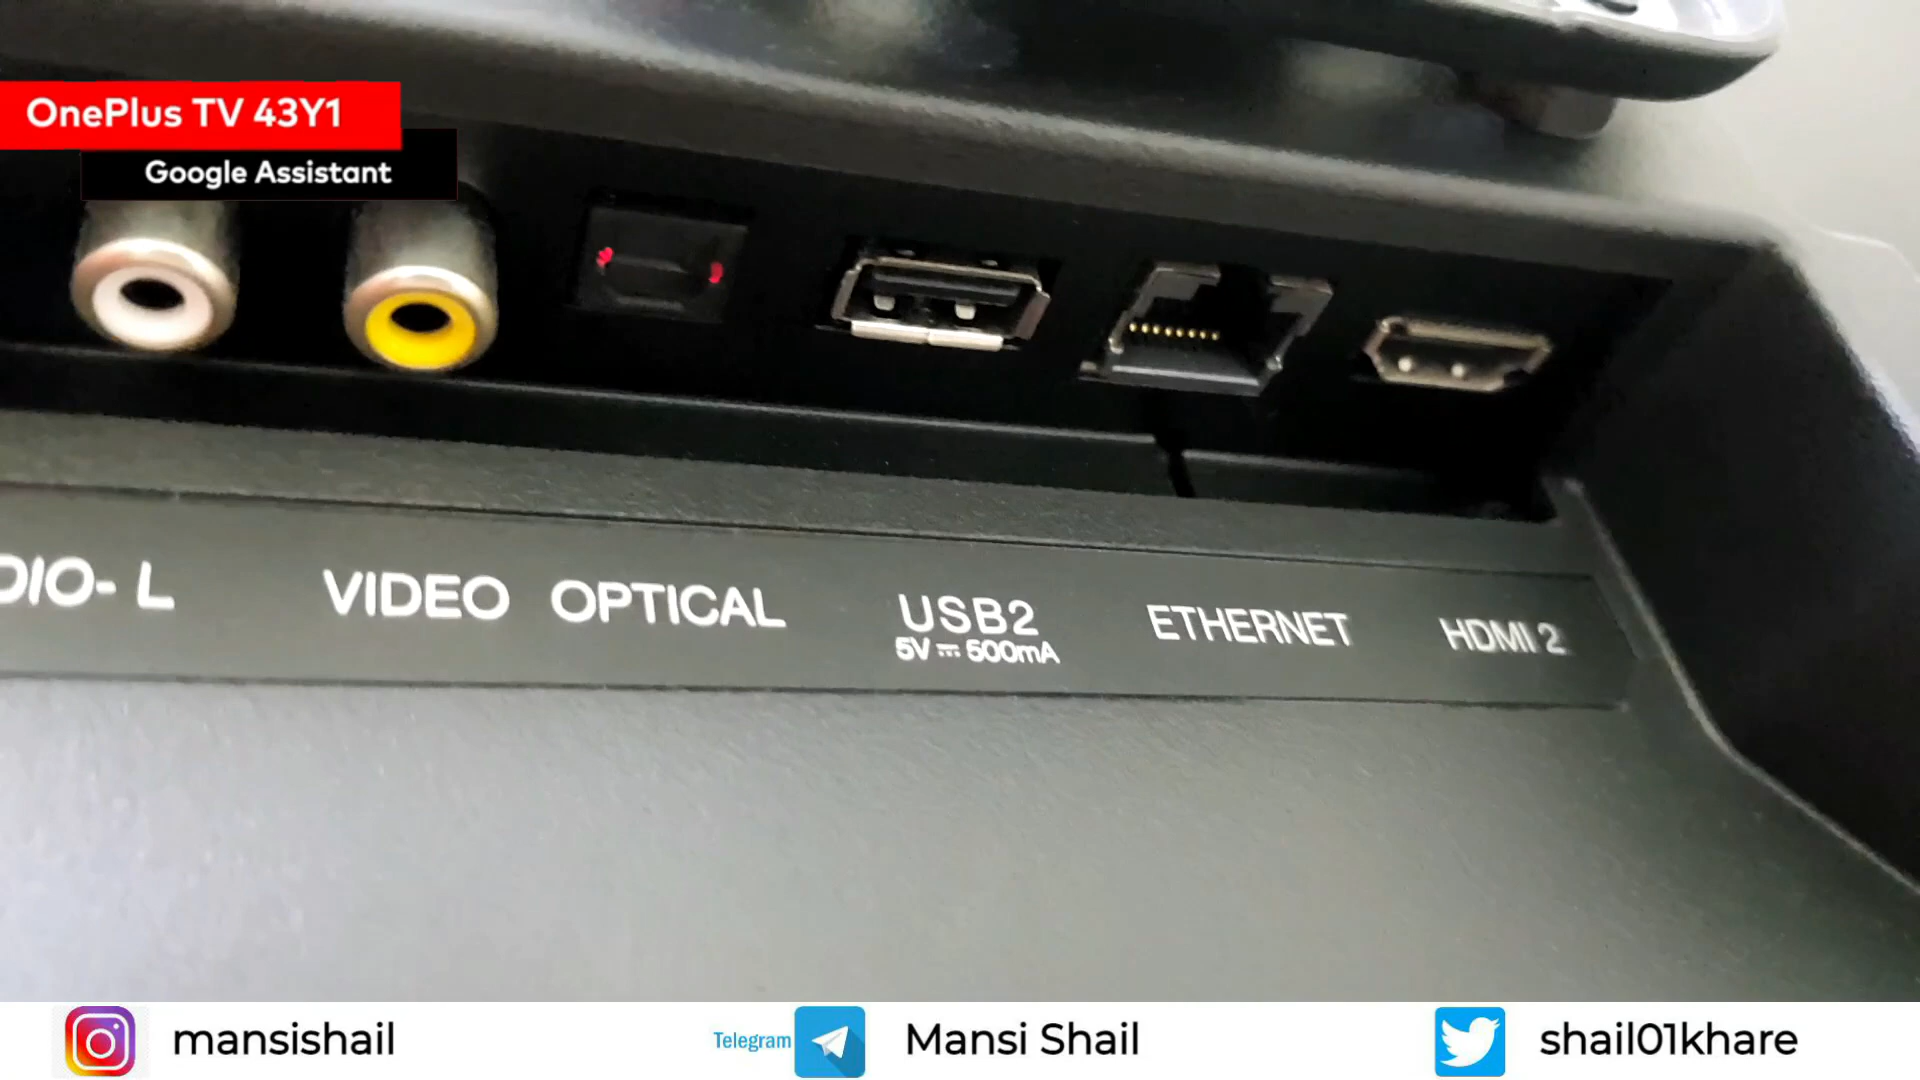 OnePlus TV 43Y1
Google Assistant
DIO- L VIDEO OPTICAL USB2 ETHERNET HDMI 2
5V ⎓ 500mA
mansishail Telegram Mansi Shail shail01khare